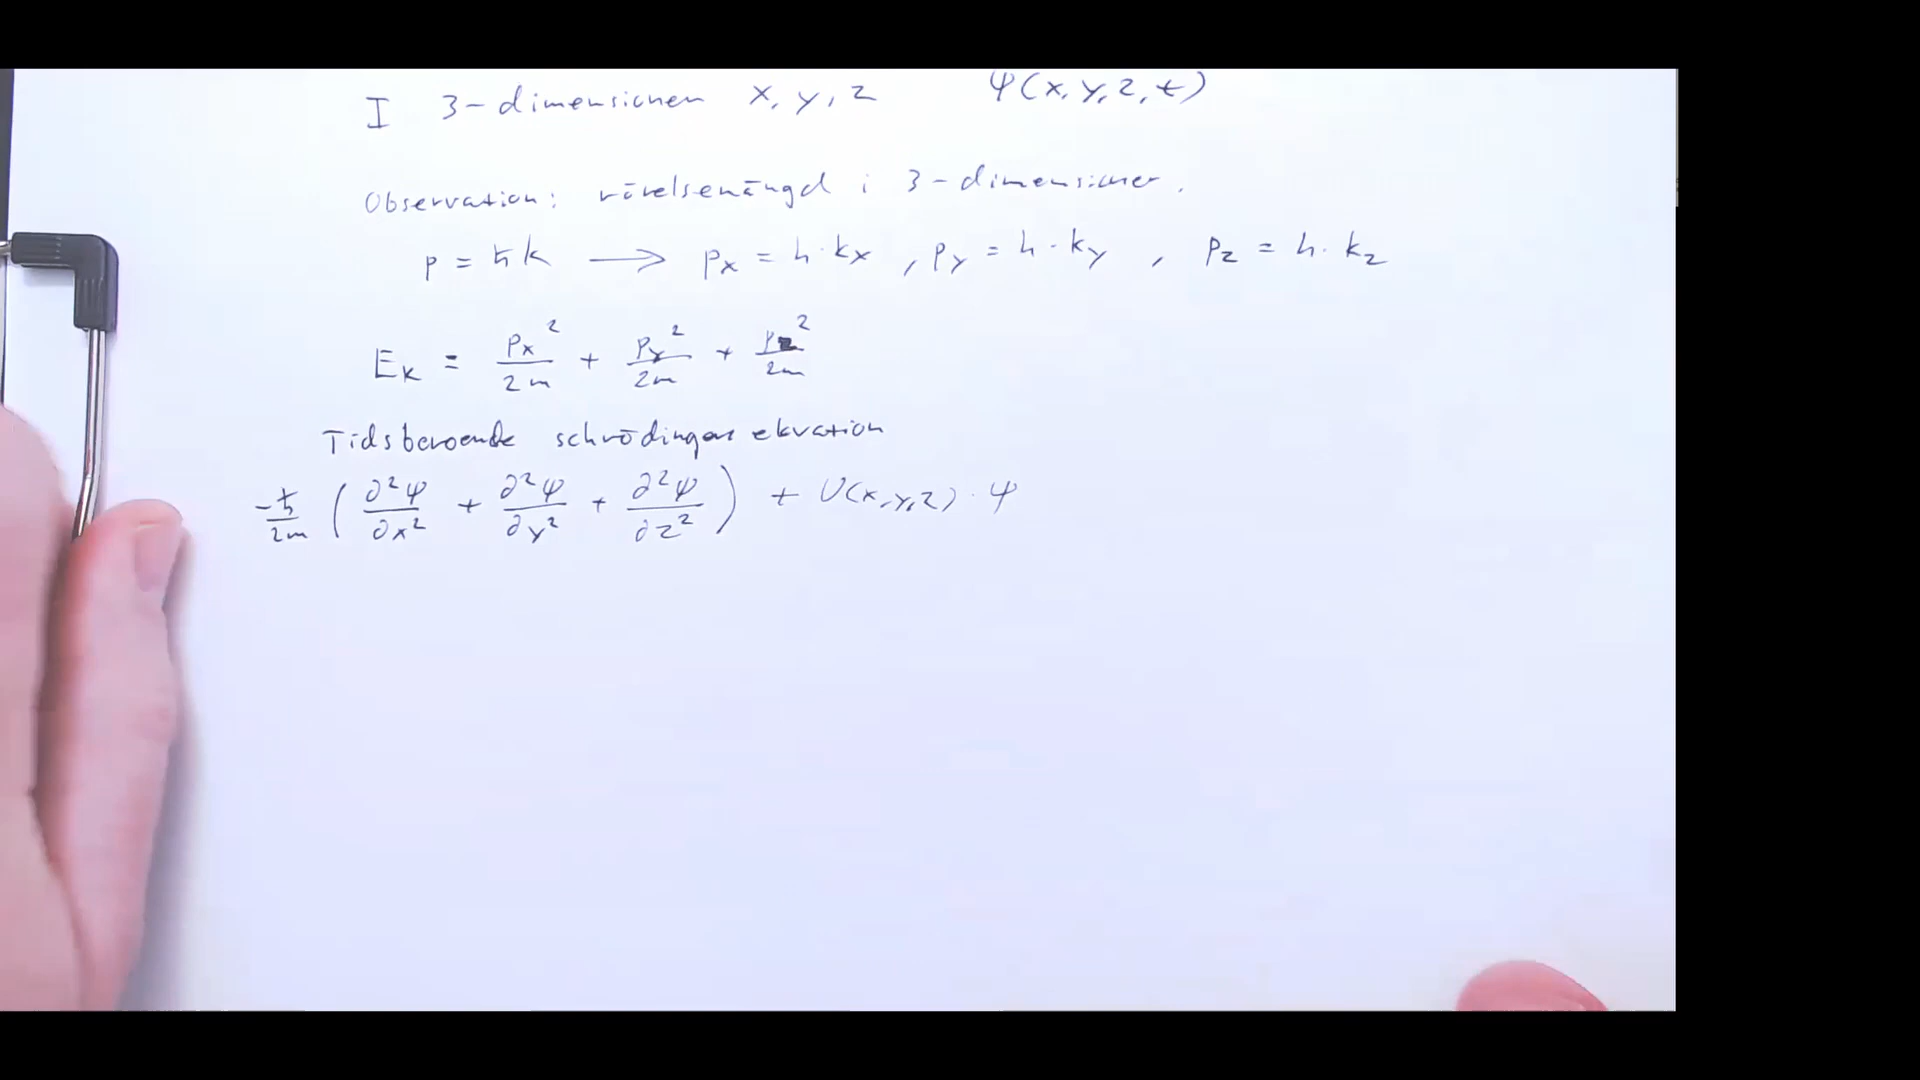 I 3-dimensionen x, y, z ψ(x, y, z, t)
Observation: rörelsemängd i 3-dimensioner.
p = ħk → px = h · kx , py = h · ky , pz = h · kz
Ek = px²/2m + py²/2m + pz²/2m
Tidsberoende schrödingers ekvation
-ħ/2m (∂²ψ/∂x² + ∂²ψ/∂y² + ∂²ψ/∂z²) + U(x,y,z) · ψ